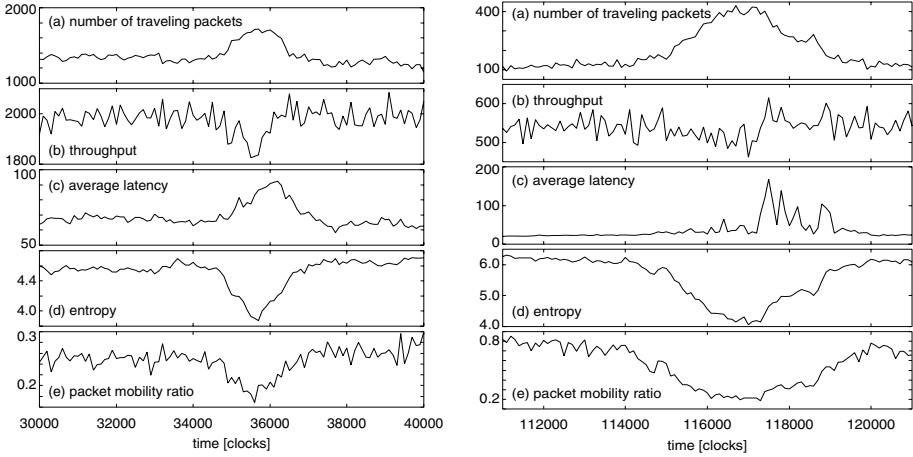 2000
(a) number of traveling packets
1000
2000
1800
(b) throughput
100
(c) average latency
50
4.4
4.0
(d) entropy
0.3
0.2
(e) packet mobility ratio
30000 32000 34000 36000 38000 40000
time [clocks]
400
(a) number of traveling packets
100
600
(b) throughput
500
200
(c) average latency
100
0
6.0
5.0
(d) entropy
4.0
0.8
(e) packet mobility ratio
0.2
112000 114000 116000 118000 120000
time [clocks]